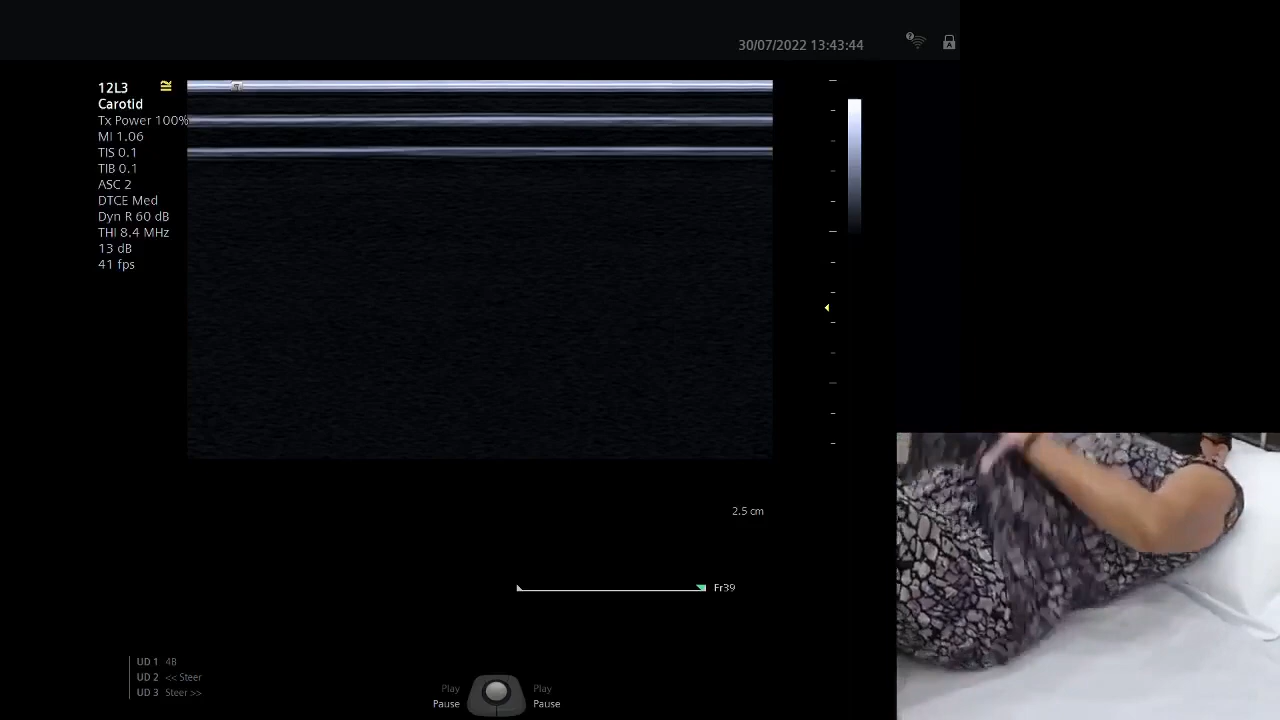 30/07/2022 13:43:44
12L3
Carotid
Tx Power 100%
MI 1.06
TIS 0.1
TIB 0.1
ASC 2
DTCE Med
Dyn R 60 dB
THI 8.4 MHz
13 dB
41 fps
2.5 cm
Fr39
UD 1 4B
UD 2 << Steer
UD 3 Steer >>
Play Play
Pause Pause